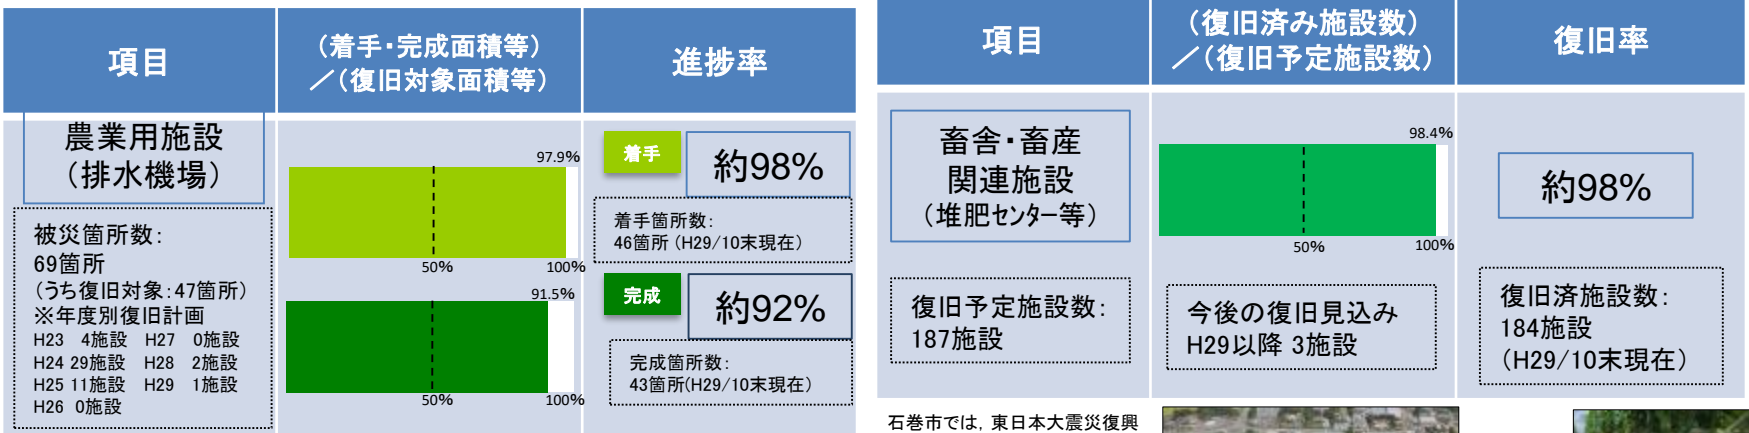 項目
（着手・完成面積等）
／（復旧対象面積等）
進捗率
農業用施設
（排水機場）
被災箇所数：
69箇所
（うち復旧対象：47箇所）
※年度別復旧計画
H23　4施設　H27　0施設
H24 29施設　H28　2施設
H25 11施設　H29　1施設
H26　0施設
97.9%
50%
100%
91.5%
50%
100%
着手
約98%
着手箇所数：
46箇所（H29/10末現在）
完成
約92%
完成箇所数：
43箇所（H29/10末現在）
項目
（復旧済み施設数）
／（復旧予定施設数）
復旧率
畜舎・畜産
関連施設
（堆肥センター等）
復旧予定施設数：
187施設
98.4%
50%
100%
今後の復旧見込み
H29以降 3施設
約98%
復旧済施設数：
184施設
（H29/10末現在）
石巻市では，東日本大震災復興